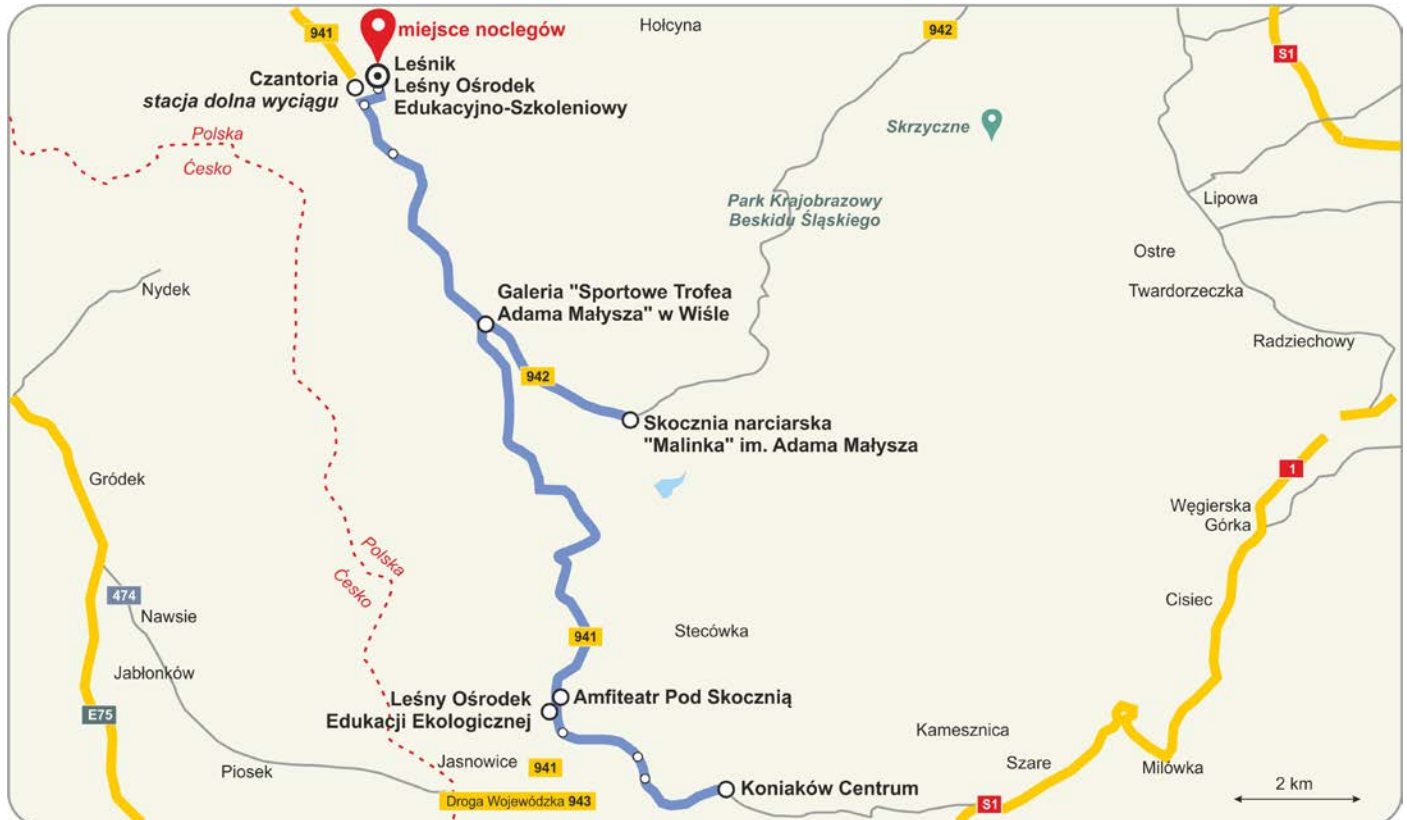 941
miejsce noclegów
Hołcyna
942
S1
Czantoria
stacja dolna wyciągu
Leśnik
Leśny Ośrodek
Edukacyjno-Szkoleniowy
Polska
Ćesko
Skrzyczne
Park Krajobrazowy
Beskidu Śląskiego
Lipowa
Ostre
Twardorzeczka
Radziechowy
Nydek
Galeria "Sportowe Trofea
Adama Małysza" w Wiśle
942
Skocznia narciarska
"Malinka" im. Adama Małysza
Gródek
1
Węgierska
Górka
Polska
Ćesko
474
Nawsie
Cisiec
941
Stecówka
Jabłonków
E75
Leśny Ośrodek
Edukacji Ekologicznej
Amfiteatr Pod Skocznią
Kamesznica
Jasnowice
941
Szare
Milówka
Piosek
Koniaków Centrum
2 km
Droga Wojewódzka 943
S1